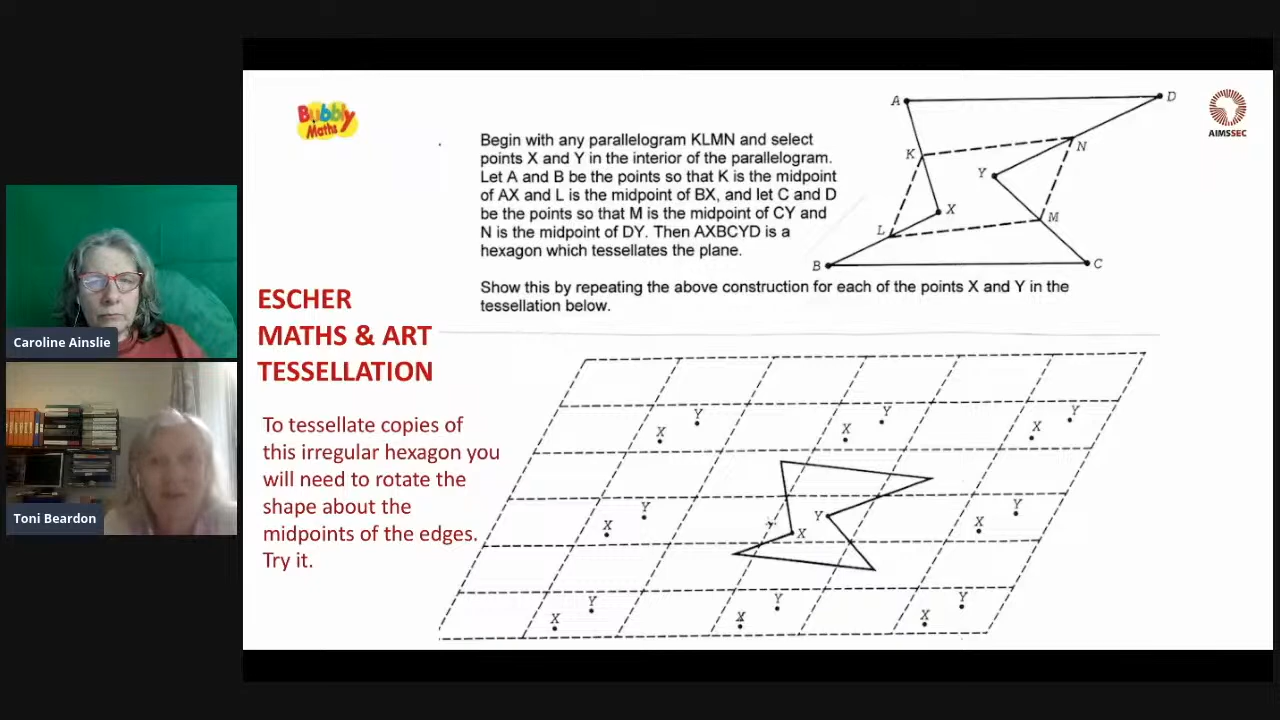 Bubbly
Maths
Begin with any parallelogram KLMN and select
points X and Y in the interior of the parallelogram.
Let A and B be the points so that K is the midpoint
of AX and L is the midpoint of BX, and let C and D
be the points so that M is the midpoint of CY and
N is the midpoint of DY. Then AXBCYD is a
hexagon which tessellates the plane.
Show this by repeating the above construction for each of the points X and Y in the
tessellation below.
A
D
K
N
Y
X
L
M
B
C
AIMSSEC
ESCHER
MATHS & ART
TESSELLATION
To tessellate copies of
this irregular hexagon you
will need to rotate the
shape about the
midpoints of the edges.
Try it.
X Y
X Y
X Y
X Y
X Y
X Y
X Y
X Y
X Y
Caroline Ainslie
Toni Beardon